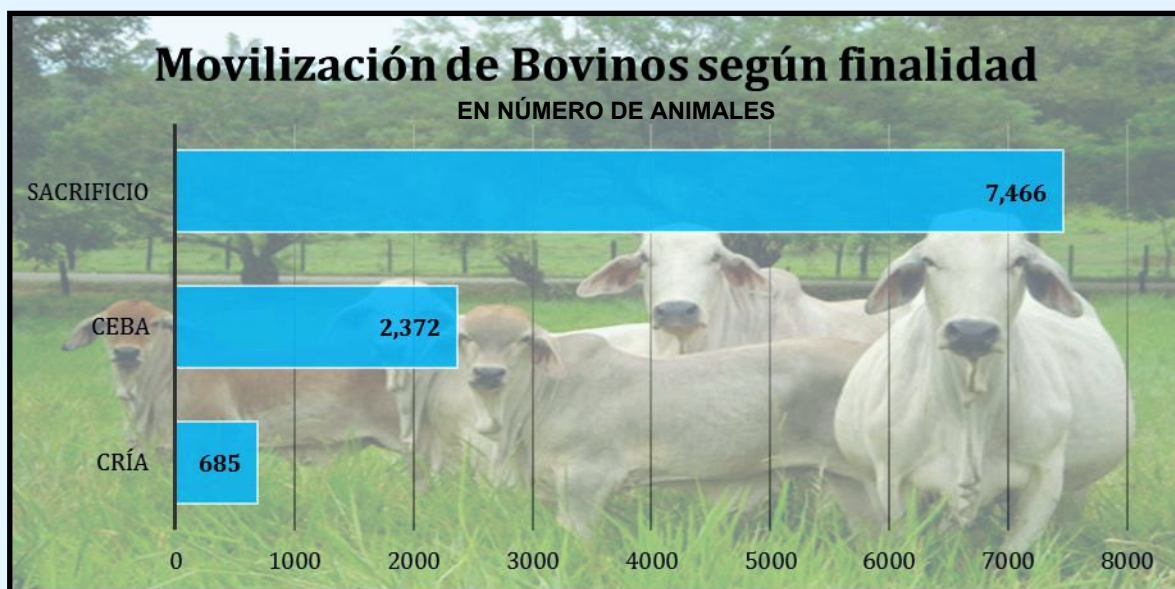 Movilización de Bovinos según finalidad
EN NÚMERO DE ANIMALES
SACRIFICIO
7,466
CEBA
2,372
CRÍA
685
0 1000 2000 3000 4000 5000 6000 7000 8000